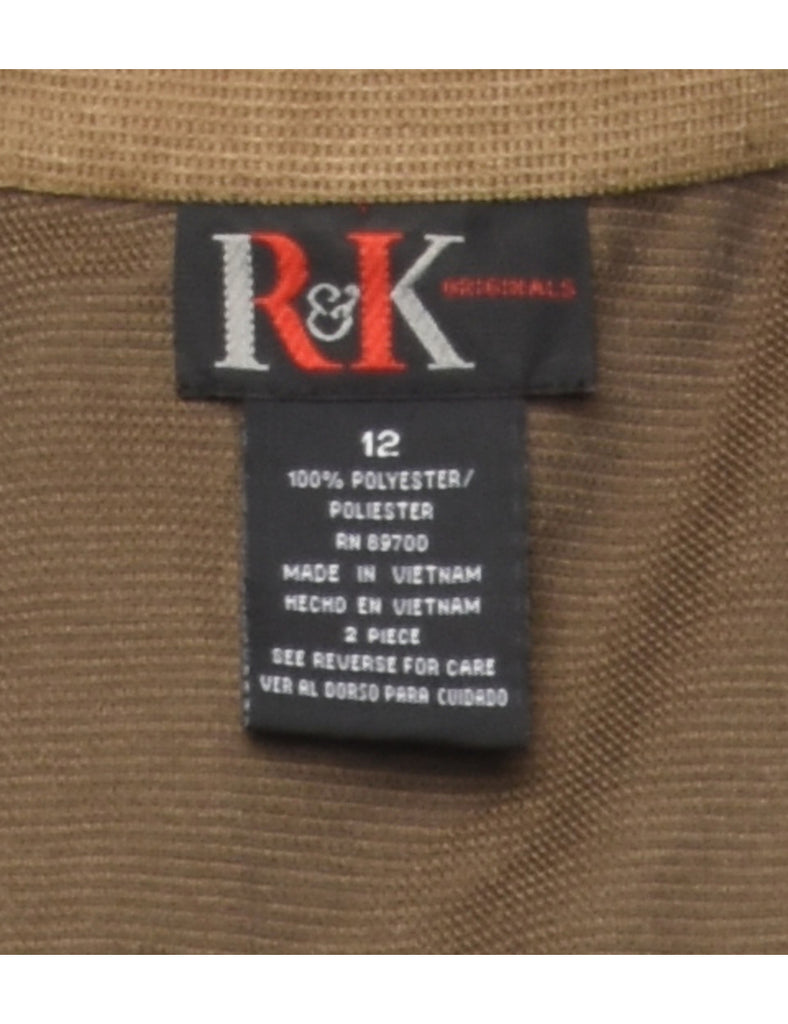 R&K ORIGINALS
12
100% POLYESTER/
POLIESTER
RN 89700
MADE IN VIETNAM
HECHO EN VIETNAM
2 PIECE
SEE REVERSE FOR CARE
VER AL DORSO PARA CUIDADO